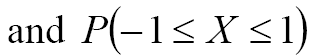 and P(−1 ≤ X ≤ 1)